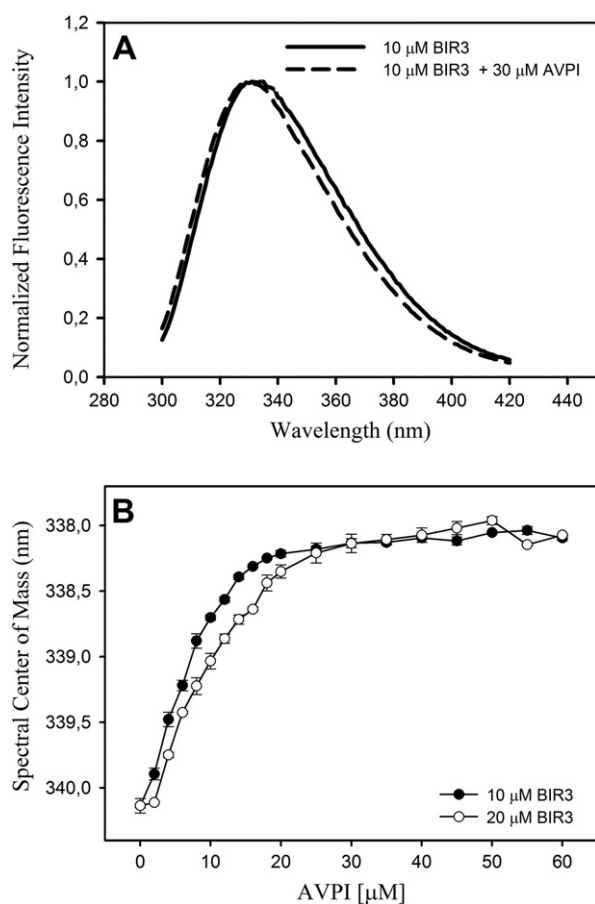 A
10 μM BIR3
10 μM BIR3 + 30 μM AVPI
Normalized Fluorescence Intensity
1,2
1,0
0,8
0,6
0,4
0,2
0,0
280 300 320 340 360 380 400 420 440
Wavelength (nm)
B
Spectral Center of Mass (nm)
338,0
338,5
339,0
339,5
340,0
10 μM BIR3
20 μM BIR3
0 10 20 30 40 50 60
AVPI [μM]